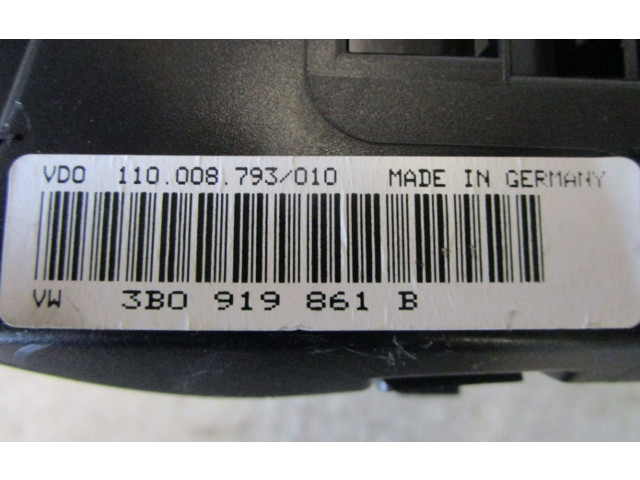 VDO 110.008.793/010 MADE IN GERMANY
VW 3B0 919 861 B